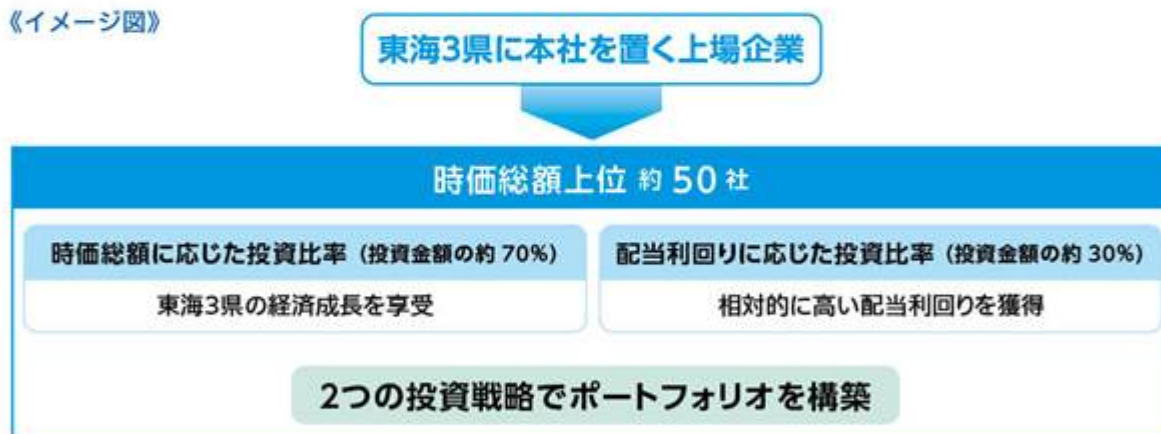 《イメージ図》
東海3県に本社を置く上場企業
時価総額上位 約 50 社
時価総額に応じた投資比率（投資金額の約 70%）
東海3県の経済成長を享受
配当利回りに応じた投資比率（投資金額の約 30%）
相対的に高い配当利回りを獲得
2つの投資戦略でポートフォリオを構築